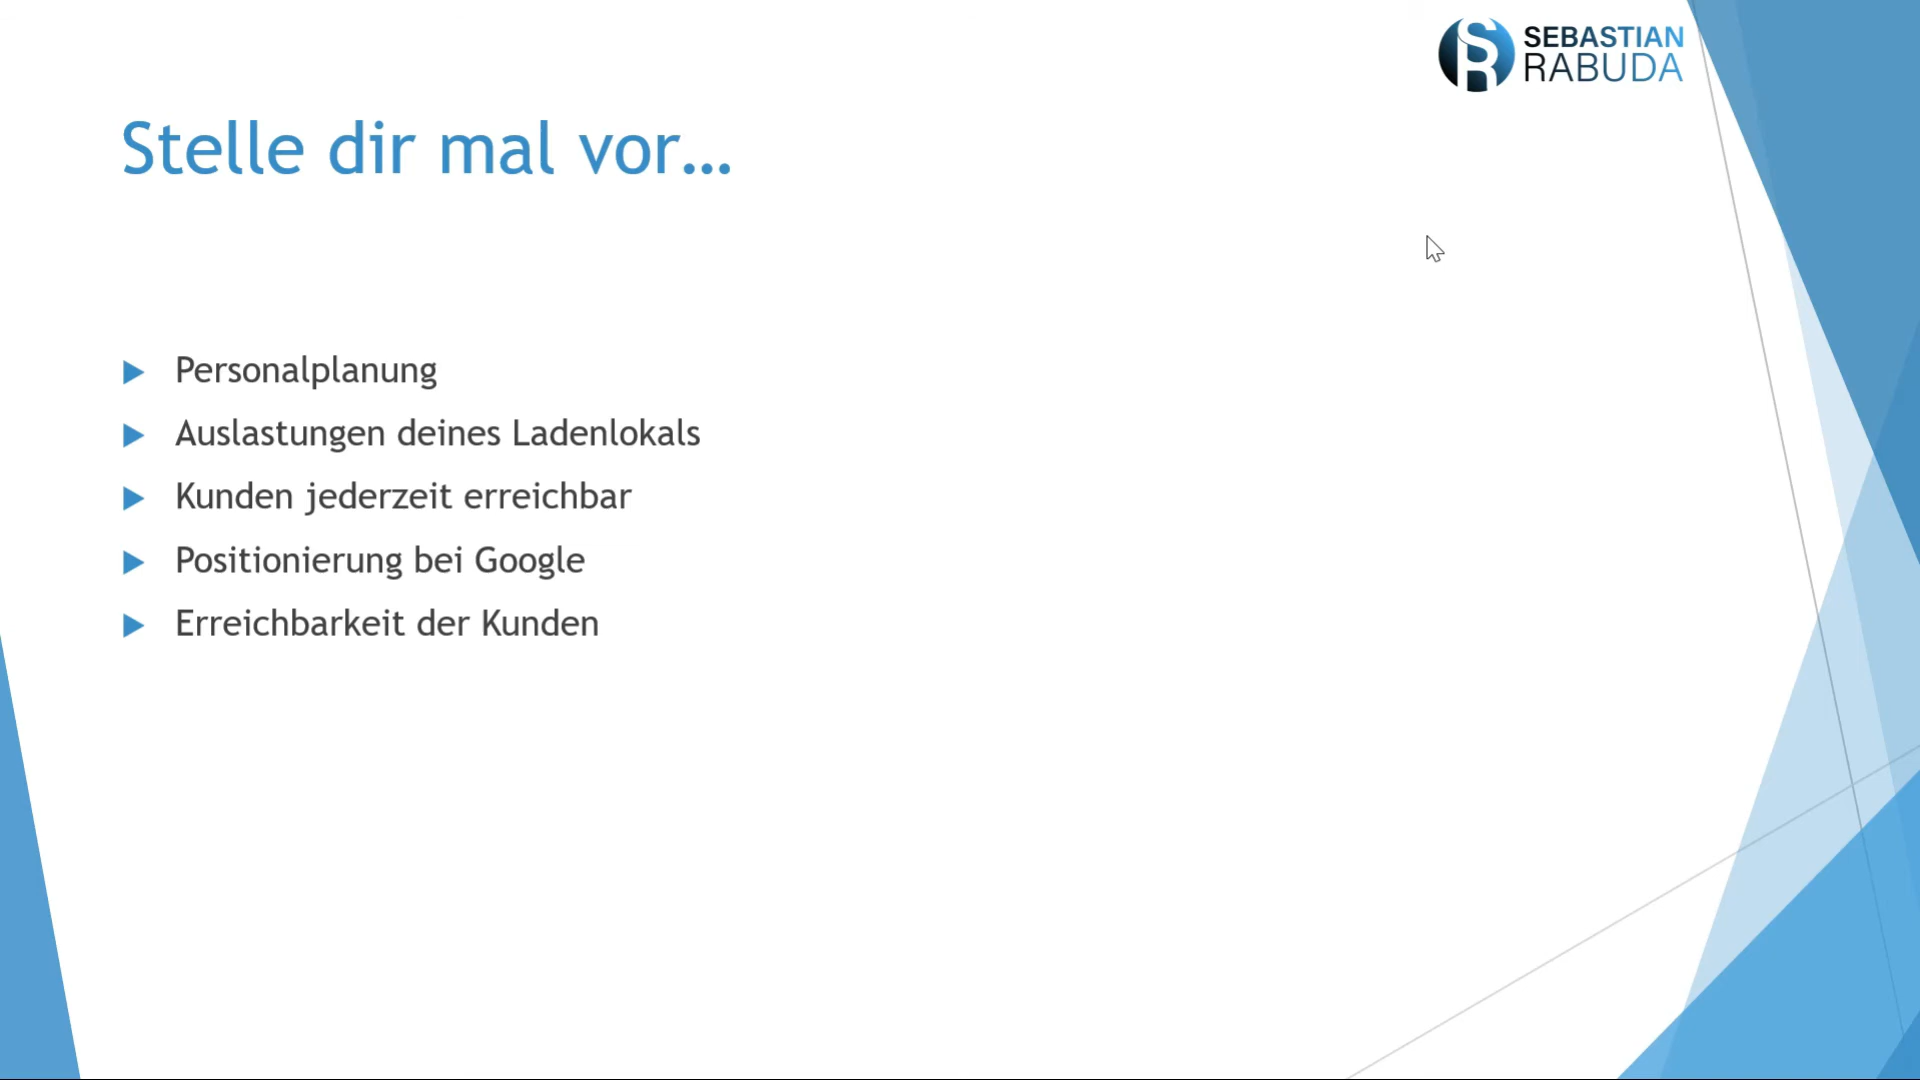 SEBASTIAN
RABUDA
Stelle dir mal vor...
Personalplanung
Auslastungen deines Ladenlokals
Kunden jederzeit erreichbar
Positionierung bei Google
Erreichbarkeit der Kunden